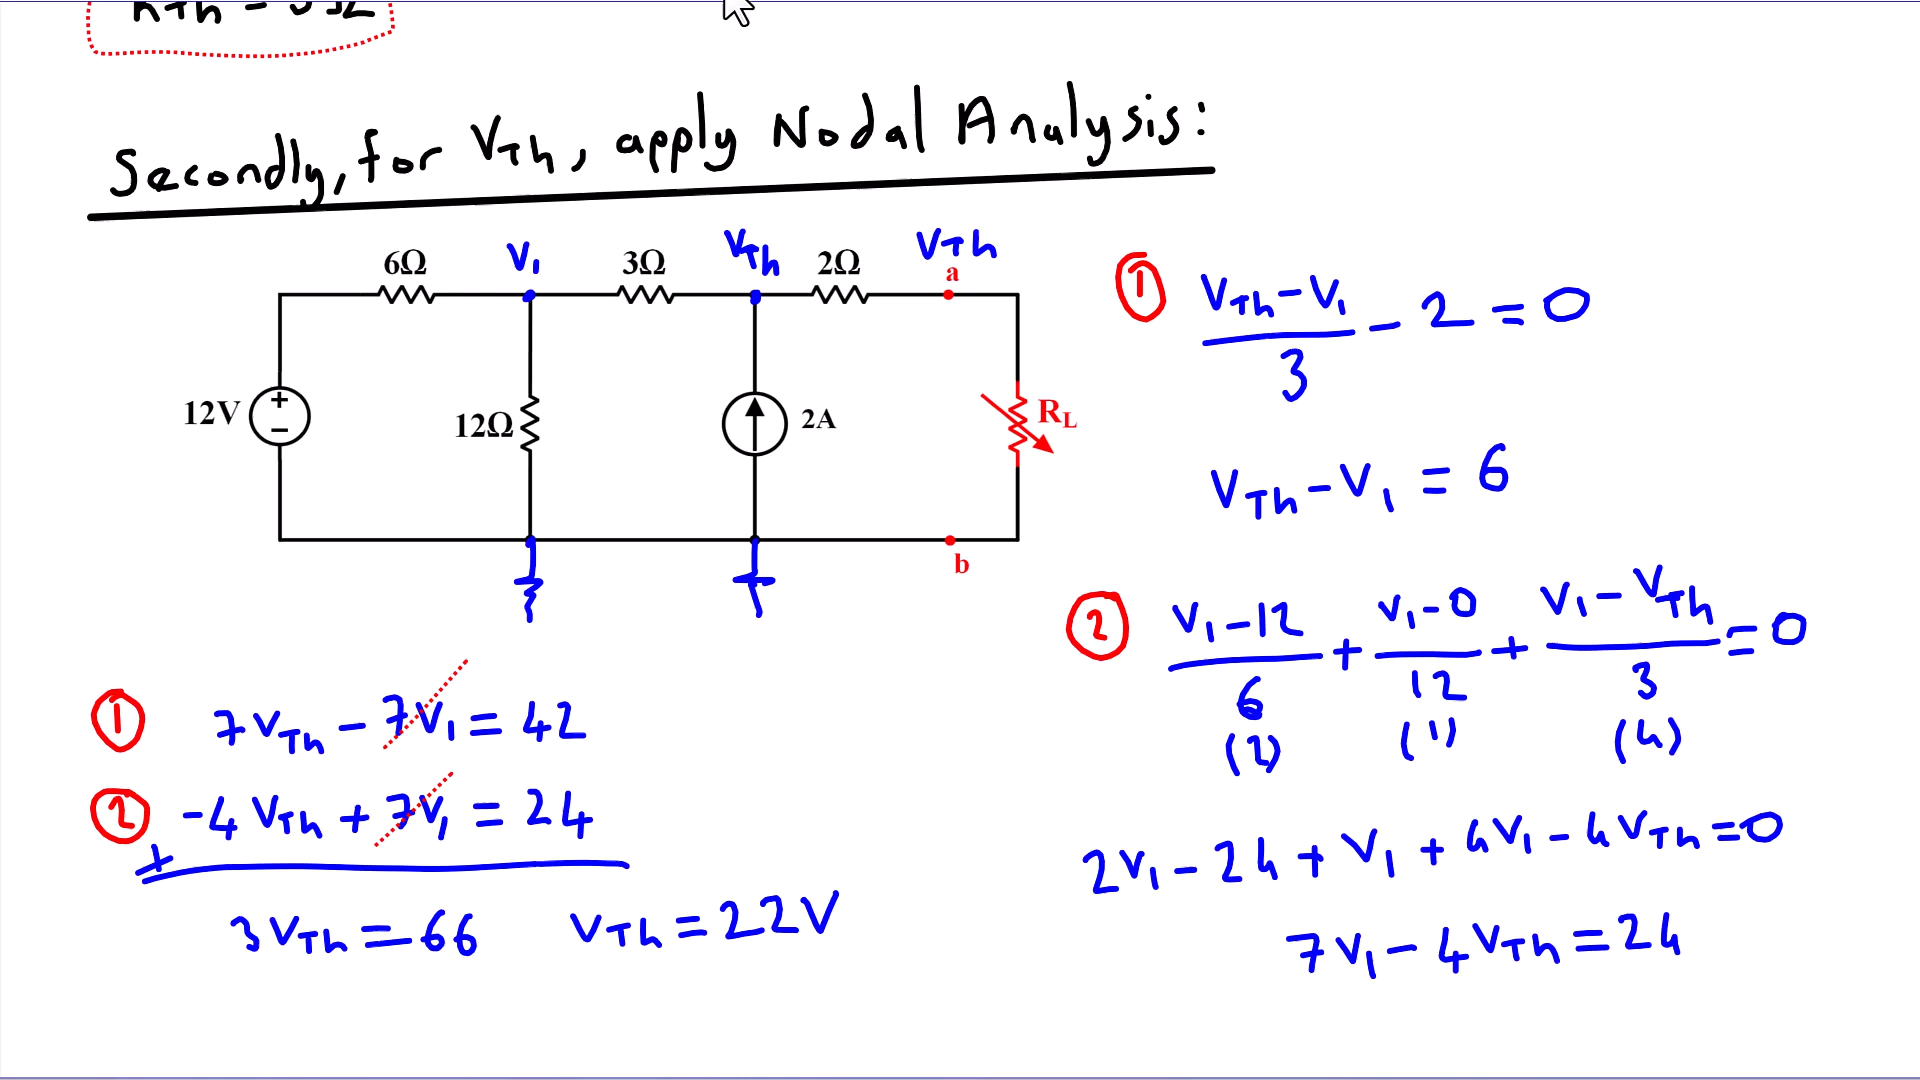 Secondly, for VTh, apply Nodal Analysis:
6Ω V1 3Ω VTh 2Ω VTh
a
12V + − 12Ω 2A RL
b
① (VTh − V1)/3 − 2 = 0
VTh − V1 = 6
② (V1 − 12)/6 + (V1 − 0)/12 + (V1 − VTh)/3 = 0
(2) (1) (4)
2V1 − 24 + V1 + 4V1 − 4VTh = 0
7V1 − 4VTh = 24
① 7VTh − 7V1 = 42
② −4VTh + 7V1 = 24
+
3VTh = 66 VTh = 22V